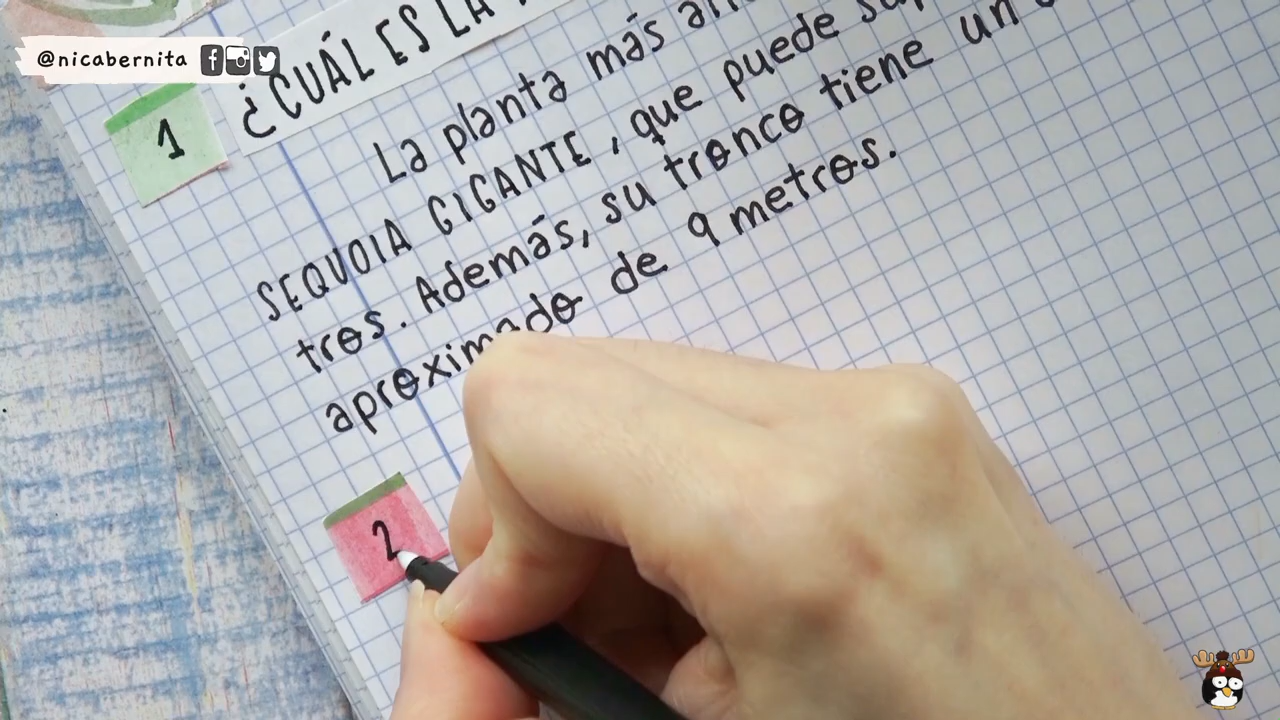 @nicabernita
1
¿CUÁL ES LA
La planta más
SEQUOIA GIGANTE, que puede
tros. Además, su tronco tiene un
aproximado de 9 metros.
2